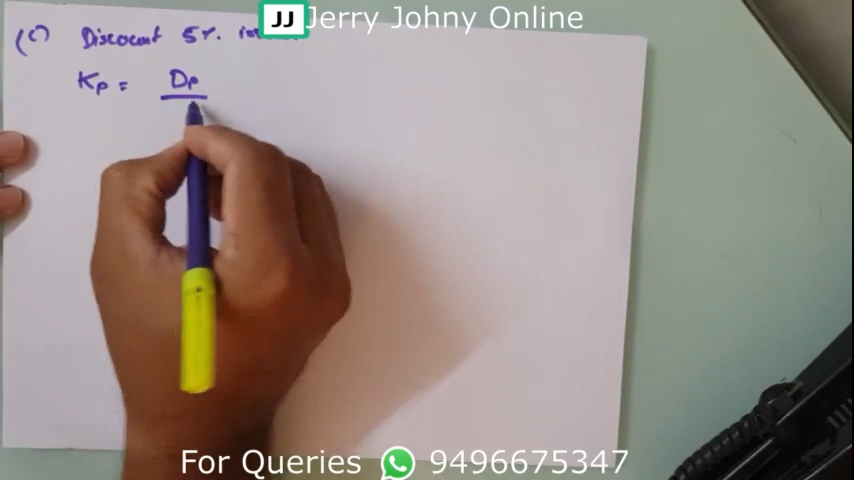 JJ Jerry Johny Online
(c) Discount 5%.
Kp = Dp
For Queries 9496675347